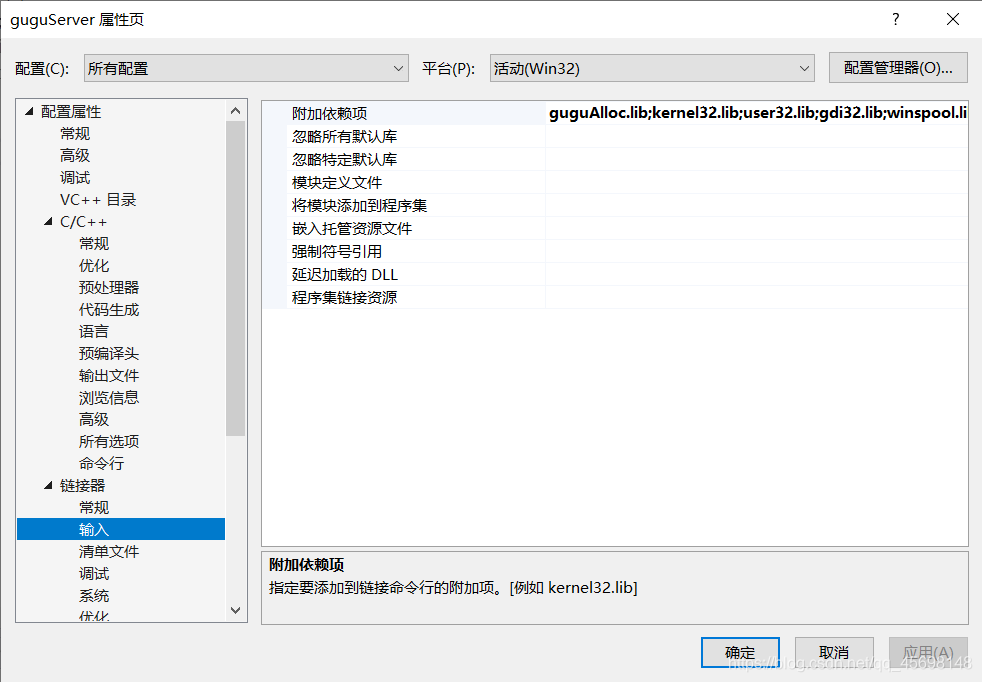 guguServer 属性页
?
配置(C): 所有配置 平台(P): 活动(Win32) 配置管理器(O)...
配置属性
常规
高级
调试
VC++ 目录
C/C++
常规
优化
预处理器
代码生成
语言
预编译头
输出文件
浏览信息
高级
所有选项
命令行
链接器
常规
输入
清单文件
调试
系统
优化
附加依赖项 guguAlloc.lib;kernel32.lib;user32.lib;gdi32.lib;winspool.li
忽略所有默认库
忽略特定默认库
模块定义文件
将模块添加到程序集
嵌入托管资源文件
强制符号引用
延迟加载的 DLL
程序集链接资源
附加依赖项
指定要添加到链接命令行的附加项。[例如 kernel32.lib]
确定 取消 应用(A)
https://blog.csdn.net/qq_45698148